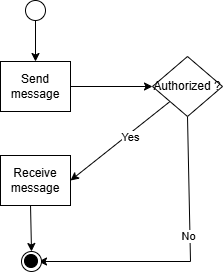 Send
message
Authorized ?
Yes
Receive
message
No